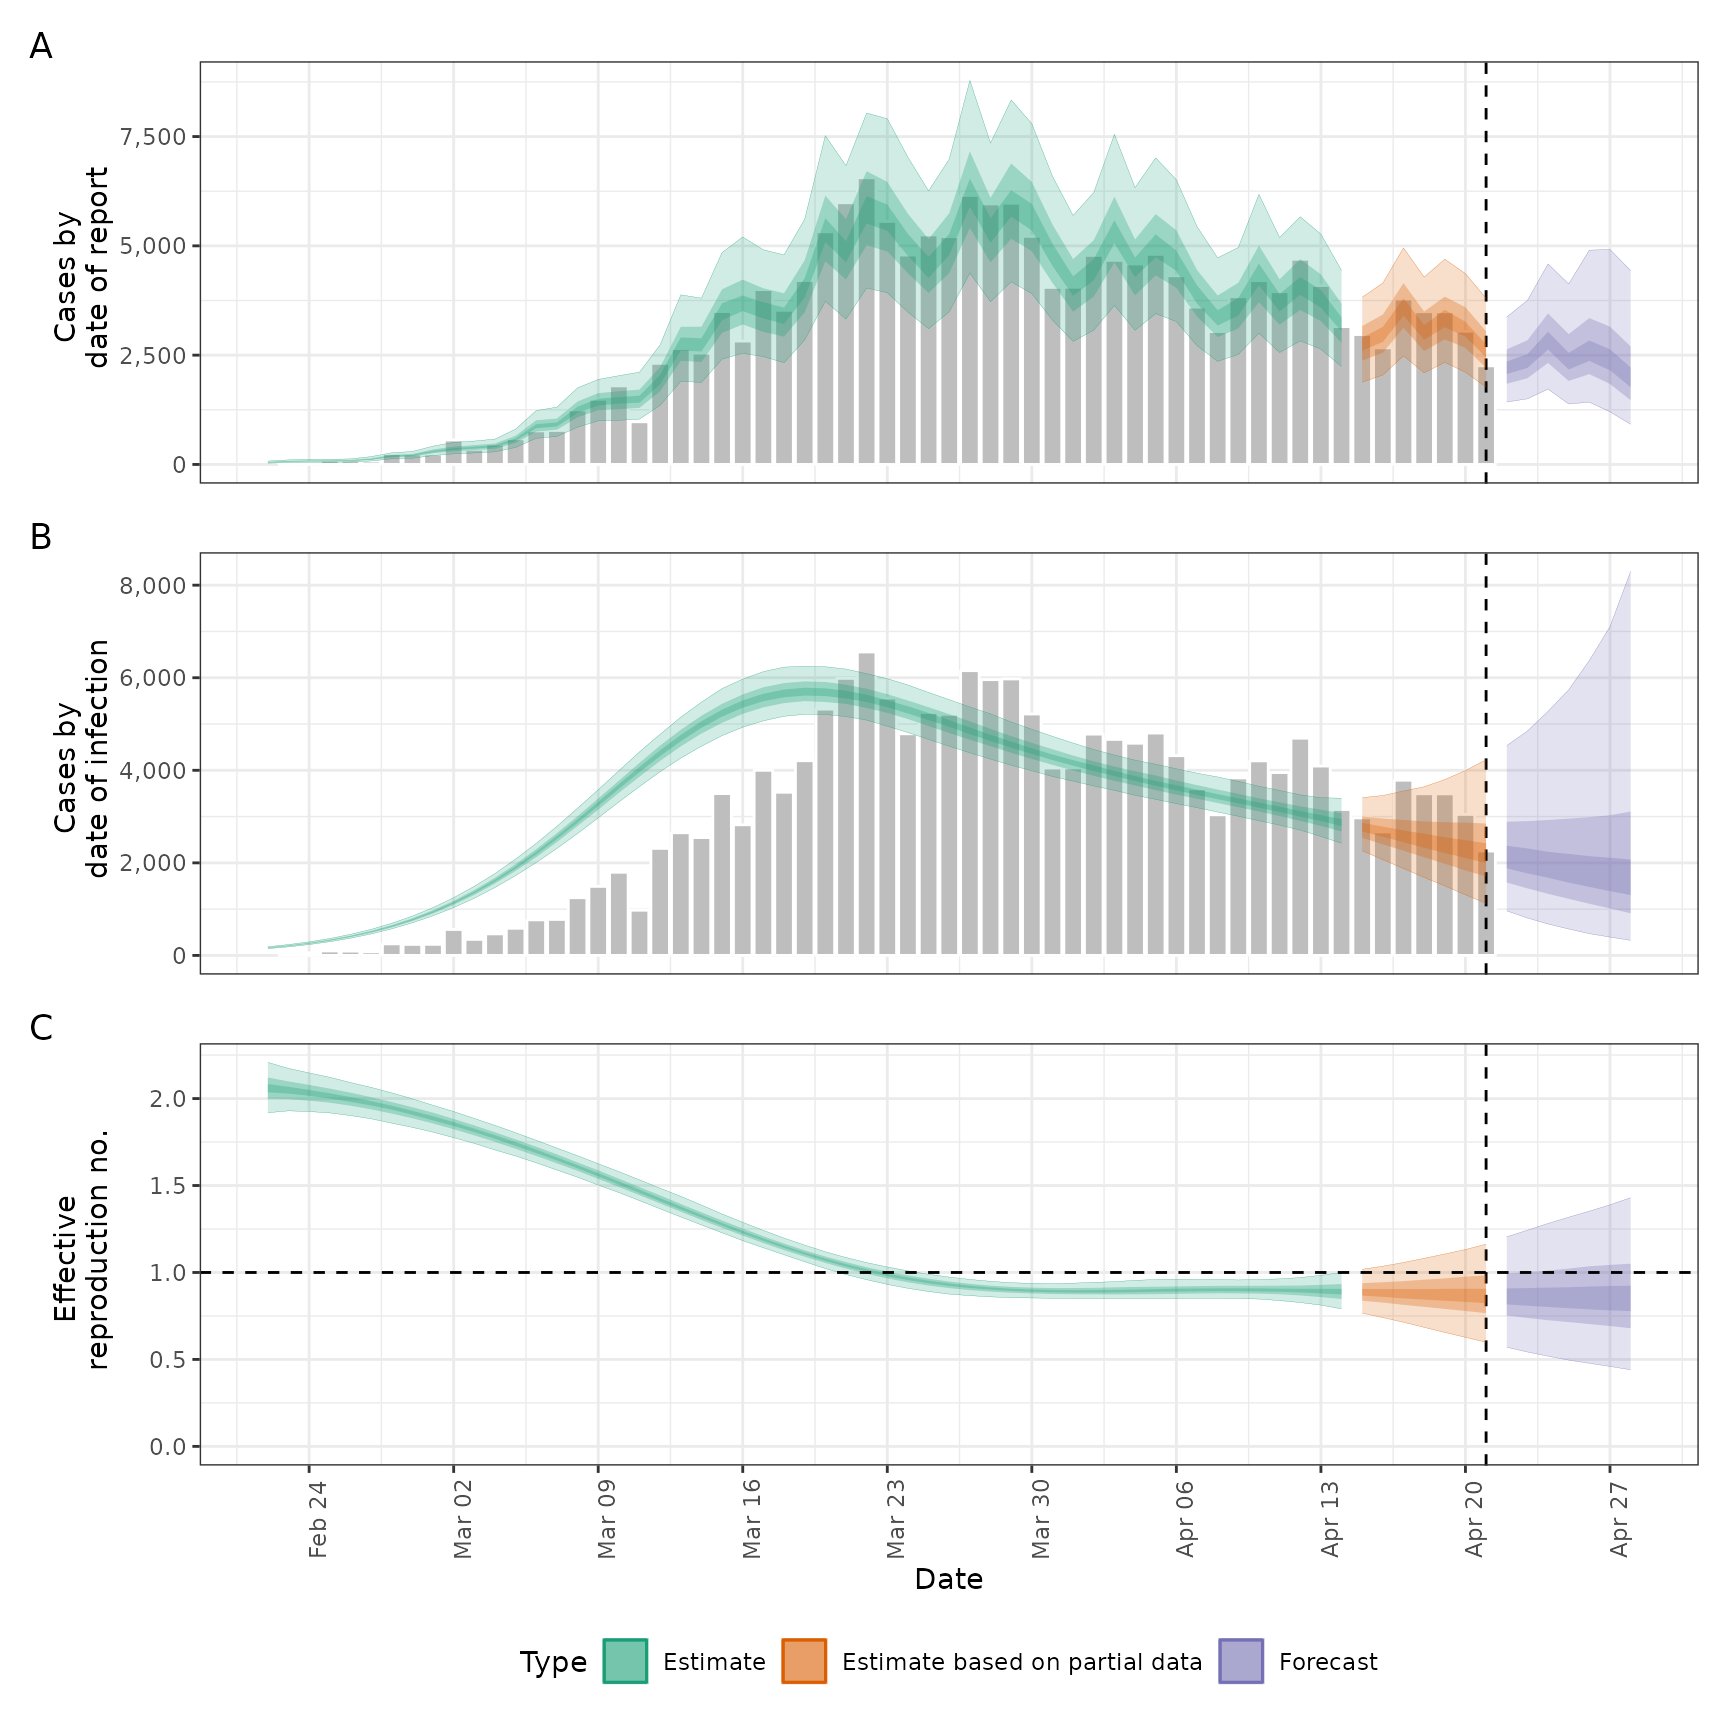 A
Cases by
date of report
7,500
5,000
2,500
0
B
Cases by
date of infection
8,000
6,000
4,000
2,000
0
C
Effective
reproduction no.
2.0
1.5
1.0
0.5
0.0
Feb 24
Mar 02
Mar 09
Mar 16
Mar 23
Mar 30
Apr 06
Apr 13
Apr 20
Apr 27
Date
Type Estimate Estimate based on partial data Forecast